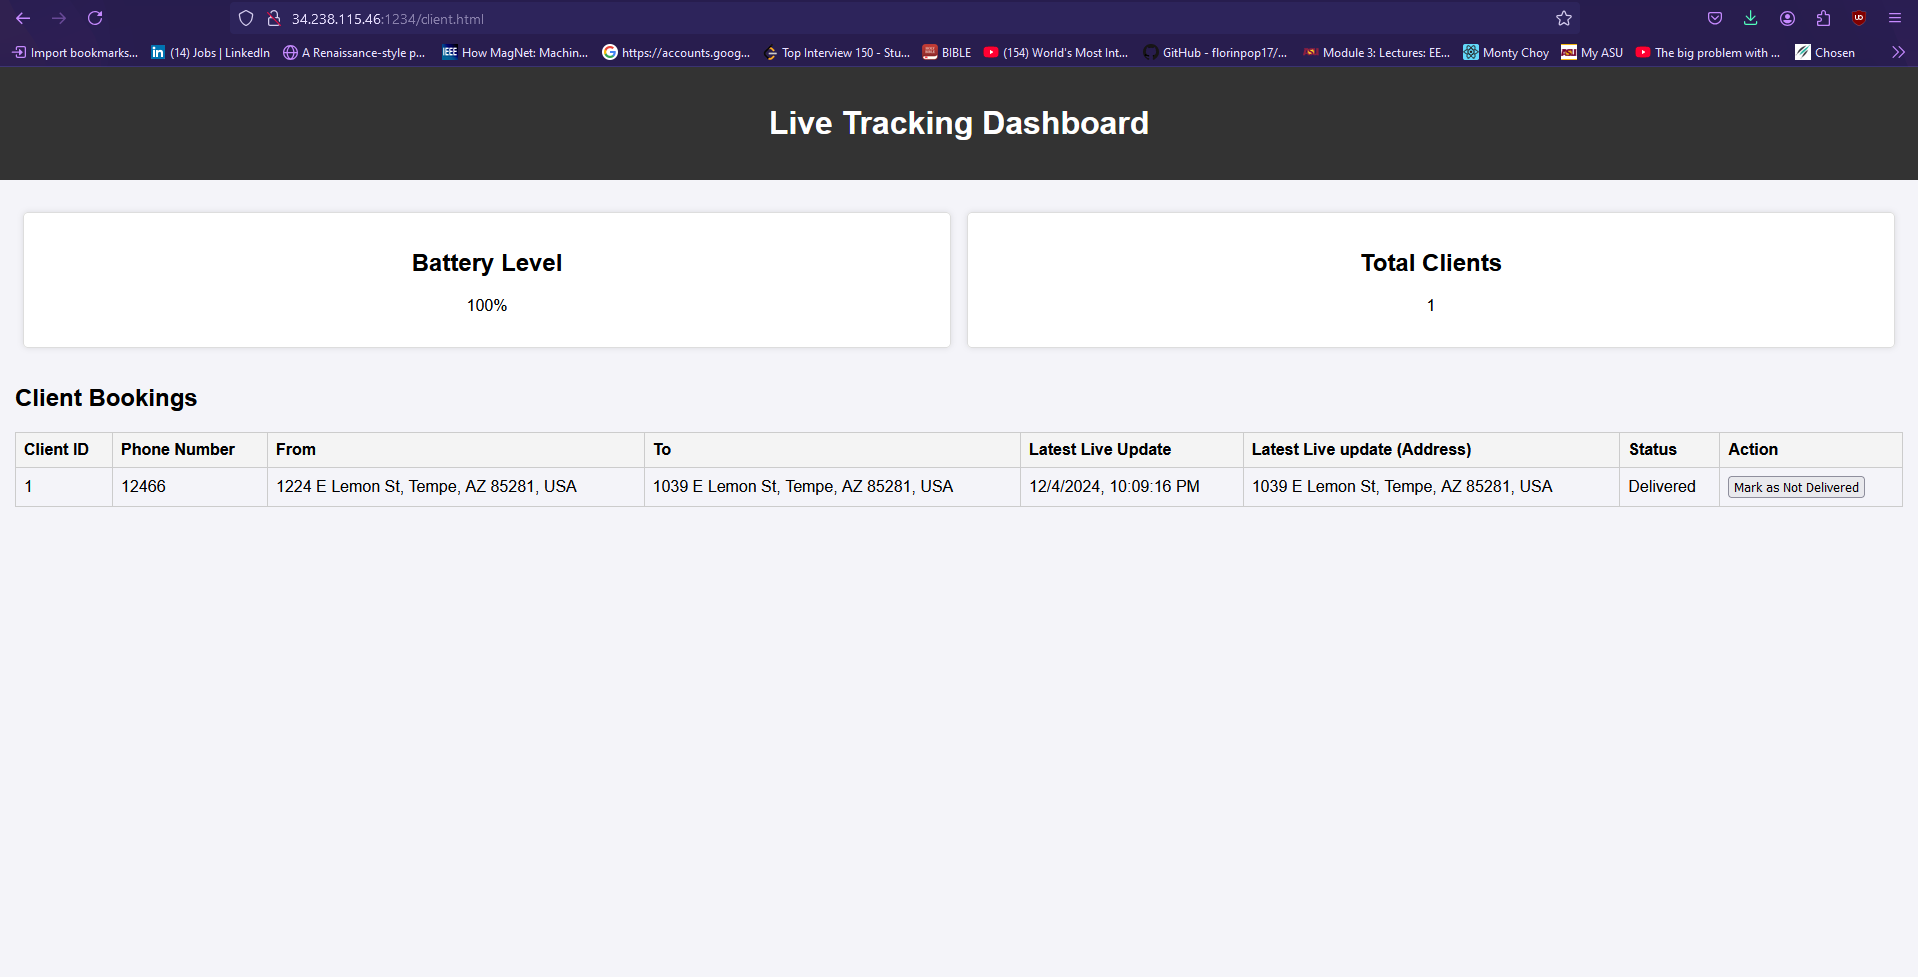 34.238.115.46:1234/client.html
Import bookmarks... (14) Jobs | LinkedIn A Renaissance-style p... IEEE How MagNet: Machin... https://accounts.goog... Top Interview 150 - Stu... BIBLE (154) World's Most Int... GitHub - florinpop17/... Module 3: Lectures: EE... Monty Choy ASU My ASU The big problem with ... Chosen
Live Tracking Dashboard
Battery Level
100%
Total Clients
1
Client Bookings
Client ID Phone Number From To Latest Live Update Latest Live update (Address) Status Action
1 12466 1224 E Lemon St, Tempe, AZ 85281, USA 1039 E Lemon St, Tempe, AZ 85281, USA 12/4/2024, 10:09:16 PM 1039 E Lemon St, Tempe, AZ 85281, USA Delivered Mark as Not Delivered